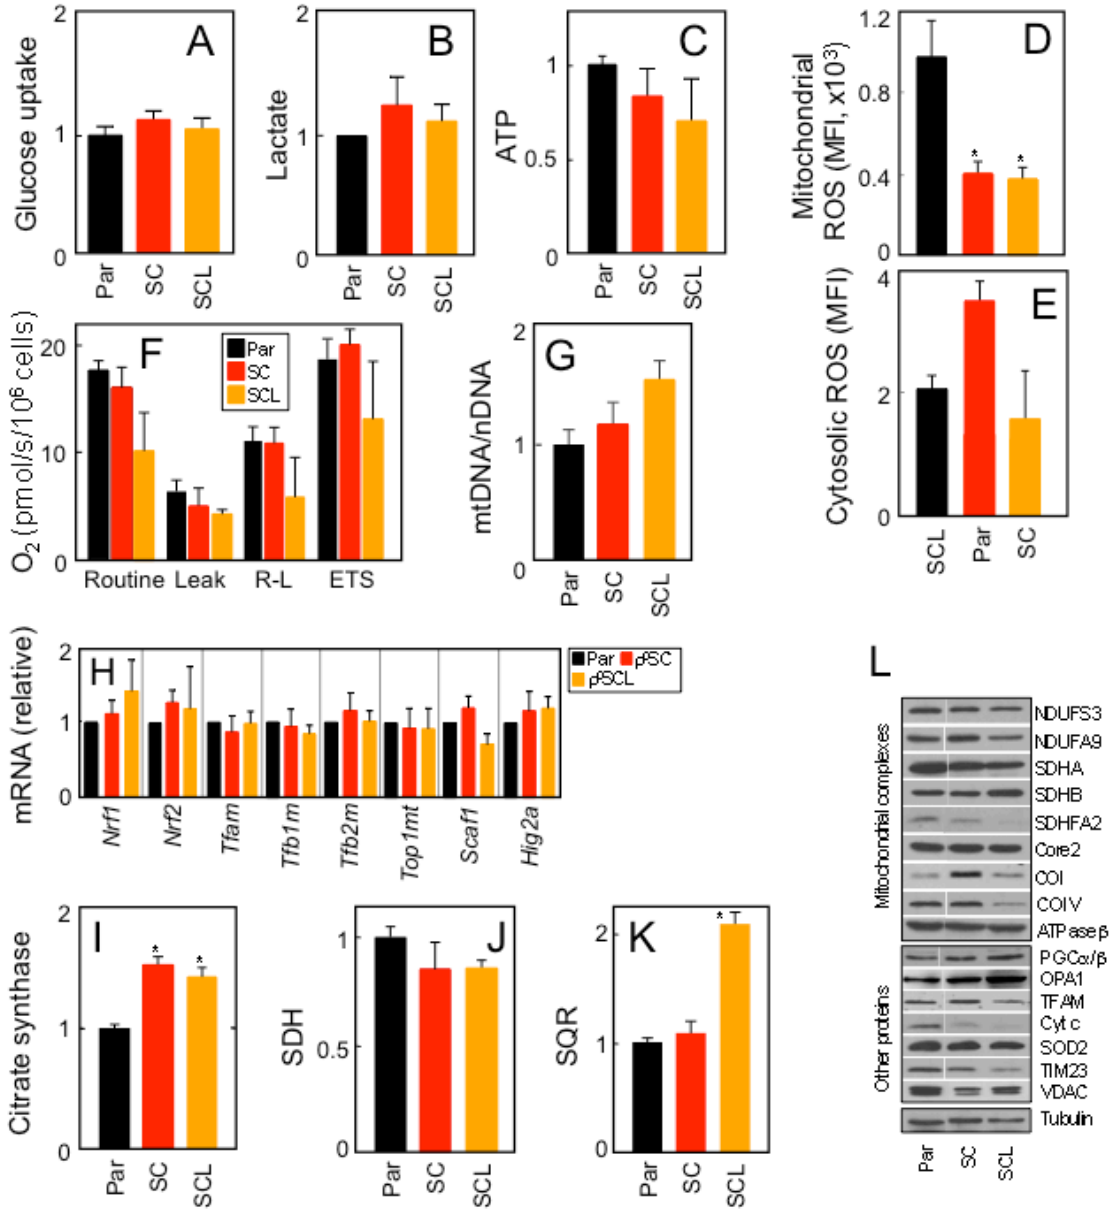 A
Glucose uptake
2
1
0
Par
SC
SCL
B
Lactate
2
1
0
Par
SC
SCL
C
ATP
1
0.5
0
Par
SC
SCL
D
Mitochondrial
ROS (MFI, x10³)
1.2
0.8
0.4
0
*
*
E
Cytosolic ROS (MFI)
4
2
0
SCL
Par
SC
F
O₂ (pmol/s/10⁶ cells)
20
10
0
Par
SC
SCL
Routine
Leak
R-L
ETS
G
mtDNA/nDNA
2
1
0
Par
SC
SCL
H
mRNA (relative)
2
1
0
Par
ρ⁰SC
ρ⁰SCL
Nrf1
Nrf2
Tfam
Tfb1m
Tfb2m
Top1mt
Scaf1
Hig2a
I
Citrate synthase
2
1
0
*
*
Par
SC
SCL
J
SDH
1
0.5
0
Par
SC
SCL
K
SQR
2
1
0
*
Par
SC
SCL
L
Mitochondrial complexes
NDUFS3
NDUFA9
SDHA
SDHB
SDHFA2
Core2
COI
COIV
ATPaseβ
Other proteins
PGCα/β
OPA1
TFAM
Cyt c
SOD2
TIM23
VDAC
Tubulin
Par
SC
SCL